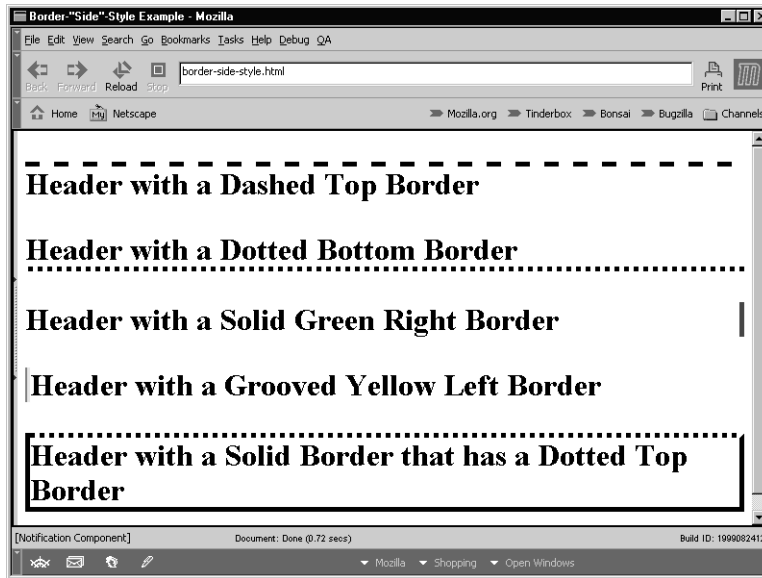 Border-"Side"-Style Example - Mozilla
File Edit View Search Go Bookmarks Tasks Help Debug QA
Back Forward Reload Stop border-side-style.html Print
Home My Netscape Mozilla.org Tinderbox Bonsai Bugzilla Channels
Header with a Dashed Top Border
Header with a Dotted Bottom Border
Header with a Solid Green Right Border
Header with a Grooved Yellow Left Border
Header with a Solid Border that has a Dotted Top
Border
[Notification Component] Document: Done (0.72 secs) Build ID: 1999082412
Mozilla Shopping Open Windows